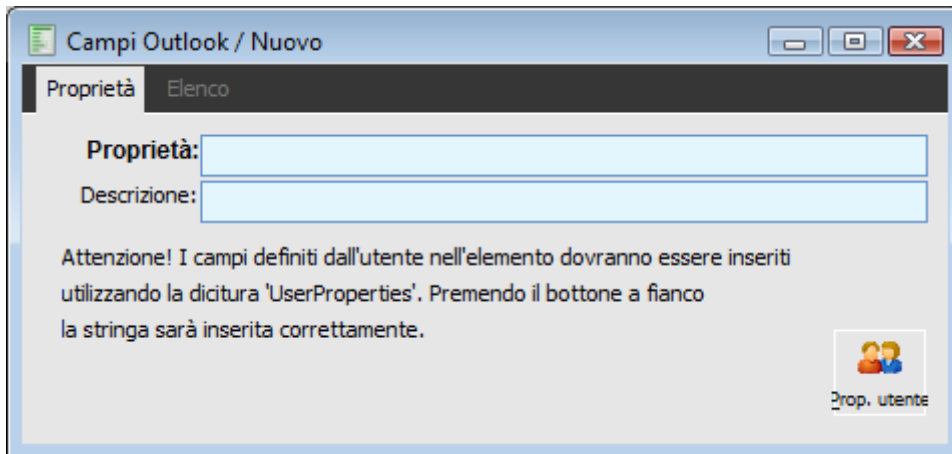 Campi Outlook / Nuovo
Proprietà Elenco
Proprietà:
Descrizione:
Attenzione! I campi definiti dall'utente nell'elemento dovranno essere inseriti
utilizzando la dicitura 'UserProperties'. Premendo il bottone a fianco
la stringa sarà inserita correttamente.
Prop. utente